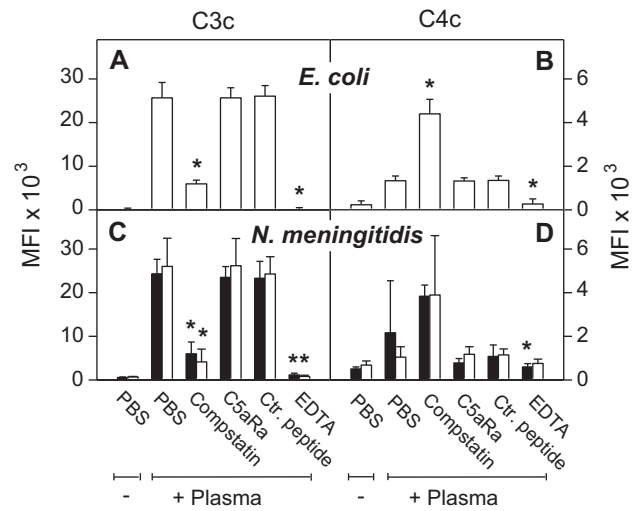 C3c C4c
A E. coli B
30 6
20 4
10 2
0 0
* * * *
MFI x 10³ MFI x 10³
C N. meningitidis D
30 6
20 4
10 2
0 0
* * ** *
PBS PBS Compstatin C5aRa Ctr. peptide EDTA PBS PBS Compstatin C5aRa Ctr. peptide EDTA
- + Plasma - + Plasma